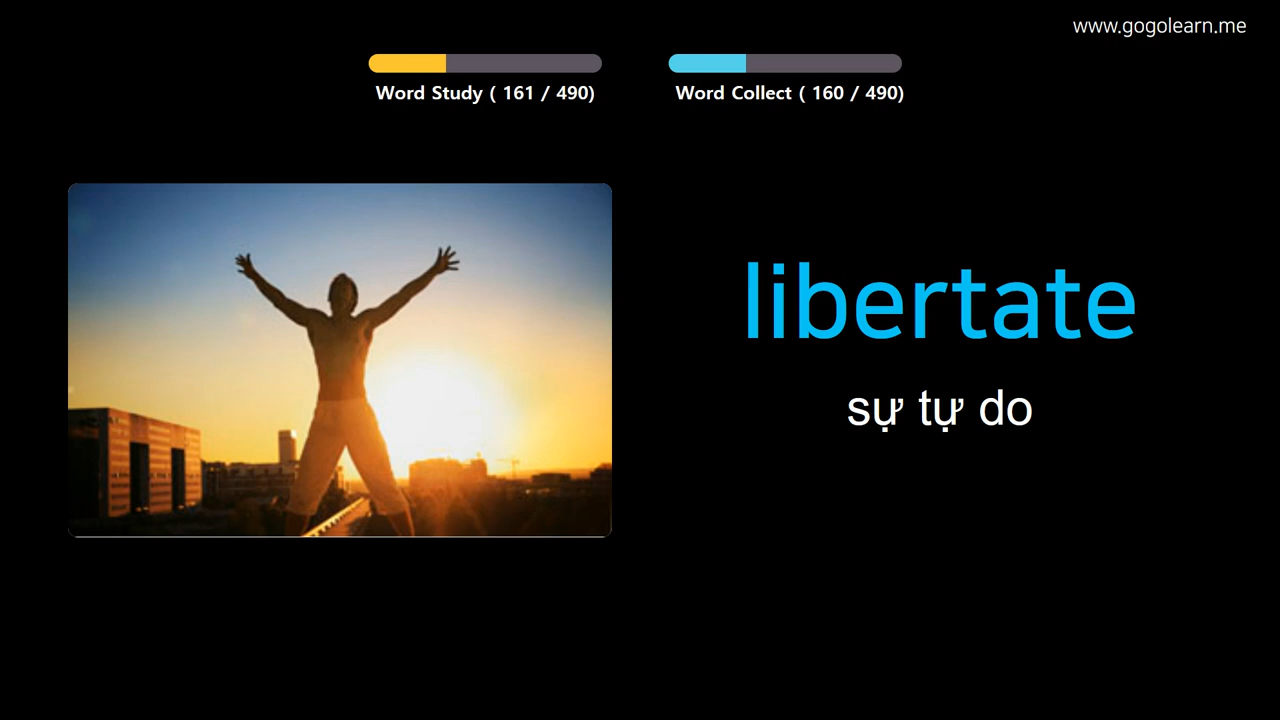 www.gogolearn.me
Word Study ( 161 / 490)
Word Collect ( 160 / 490)
libertate
sự tự do